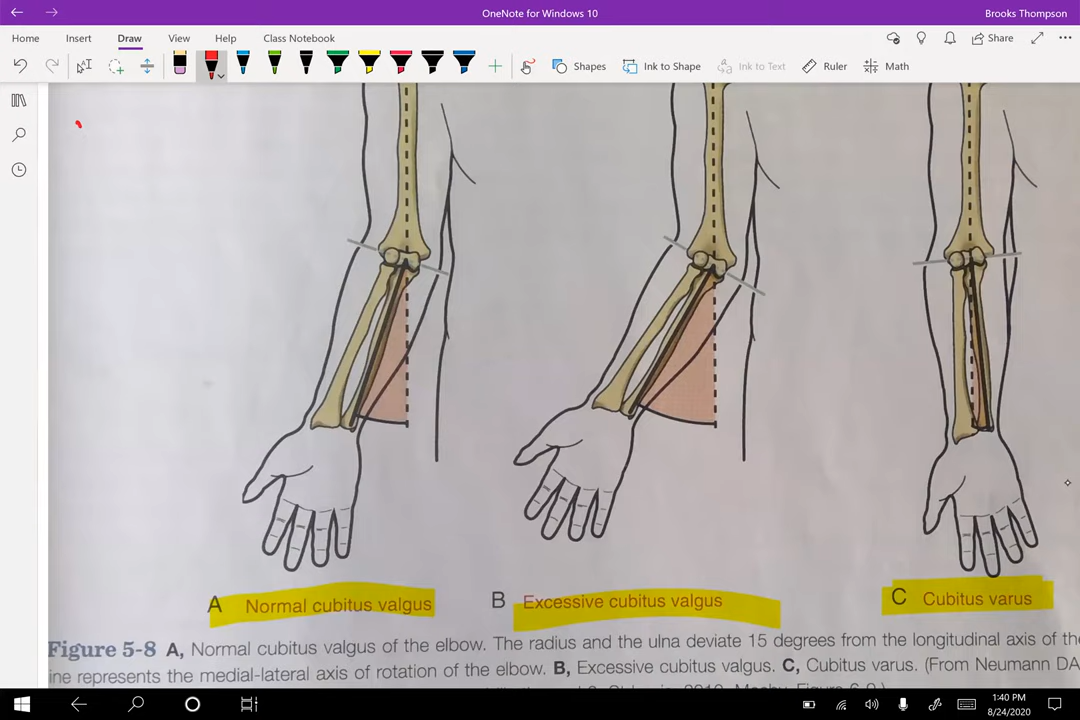 OneNote for Windows 10
Brooks Thompson
Home Insert Draw View Help Class Notebook
Share
Shapes Ink to Shape Ink to Text Ruler Math
A Normal cubitus valgus
B Excessive cubitus valgus
C Cubitus varus
Figure 5-8 A, Normal cubitus valgus of the elbow. The radius and the ulna deviate 15 degrees from the longitudinal axis of the
ine represents the medial-lateral axis of rotation of the elbow. B, Excessive cubitus valgus. C, Cubitus varus. (From Neumann DA
1:40 PM
8/24/2020